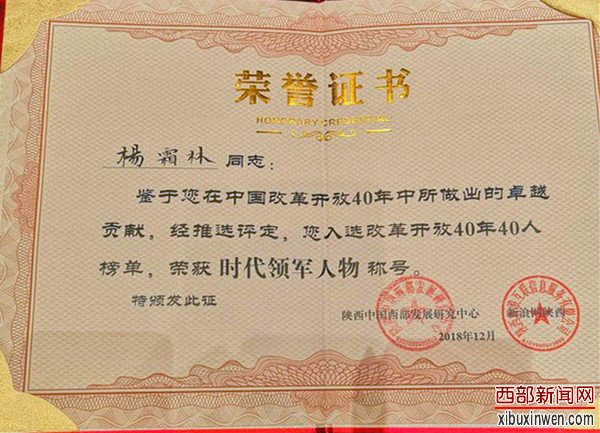 荣誉证书
HONORARY CREDENTIAL
楊霜林 同志：
鉴于您在中国改革开放40年中所做出的卓越
贡献，经推选评定，您入选改革开放40年40人
榜单，荣获 时代领军人物 称号。
特颁发此证
陕西中国西部发展研究中心 新浪网陕西
2018年12月
西部新闻网
xibuxinwen.com